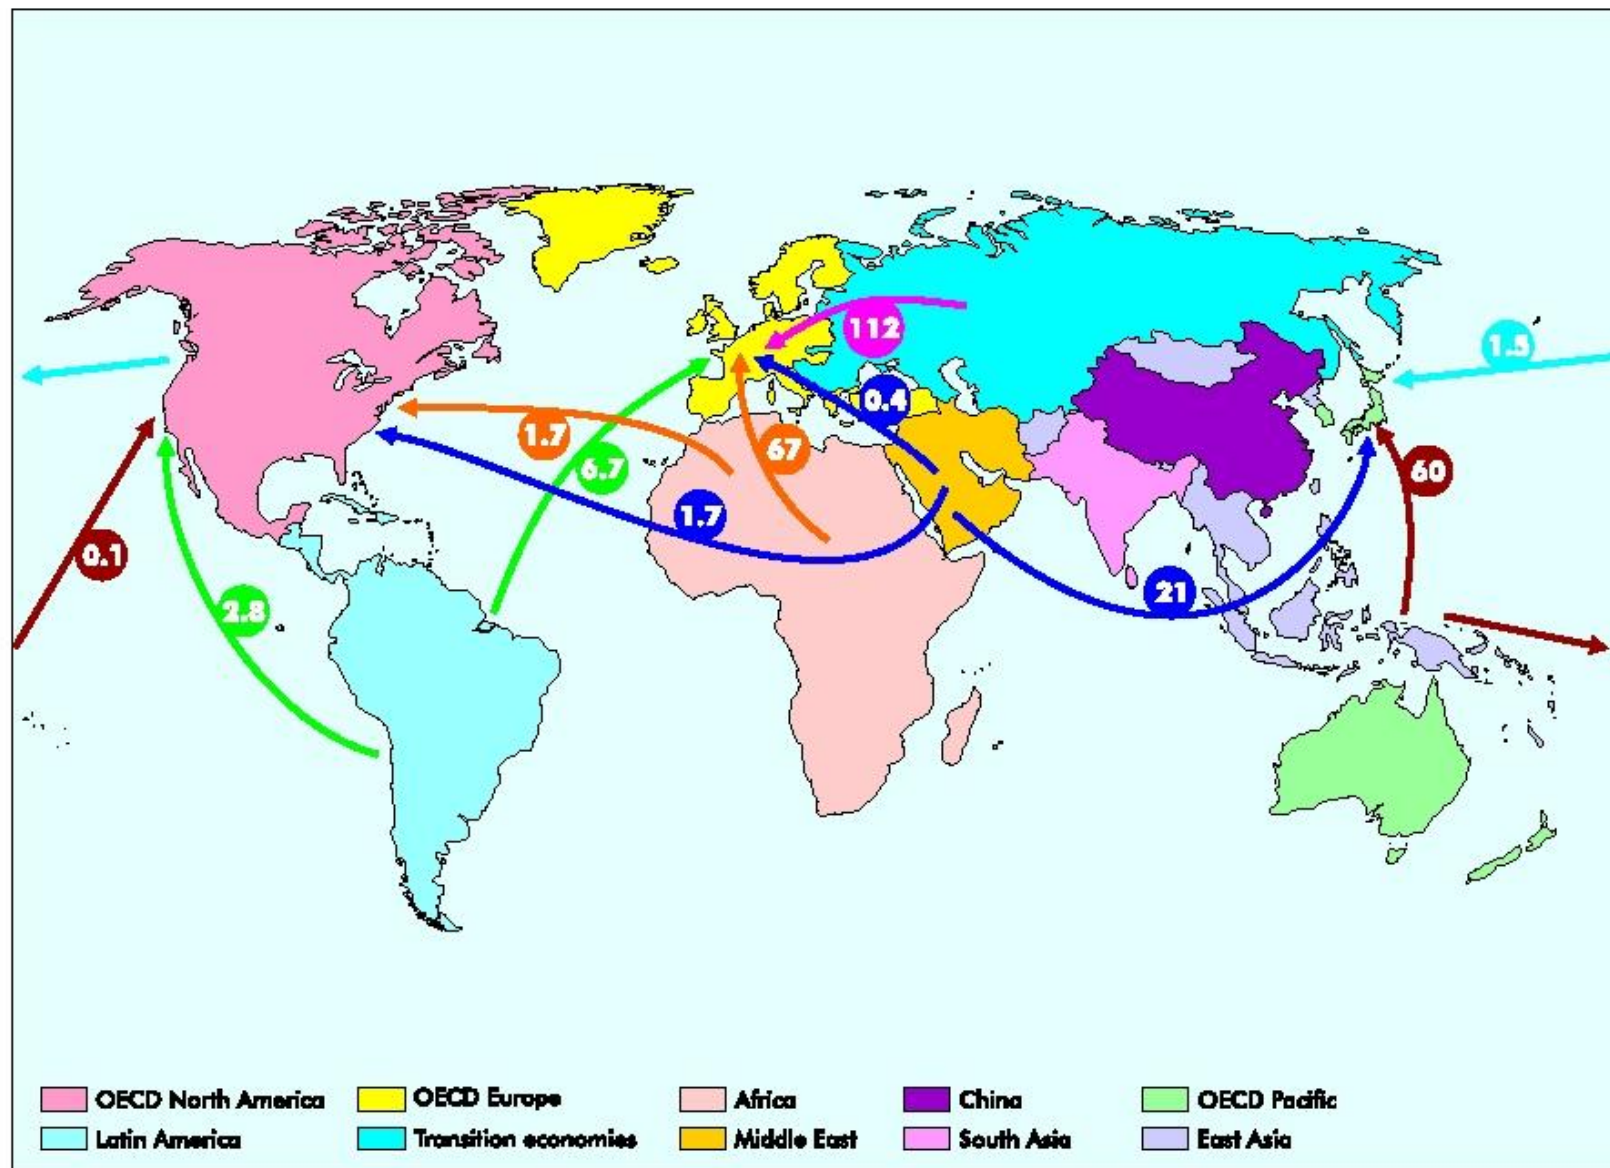 112
1.5
0.4
1.7
67
60
6.7
1.7
0.1
21
2.8
OECD North America
OECD Europe
Africa
China
OECD Pacific
Latin America
Transition economies
Middle East
South Asia
East Asia